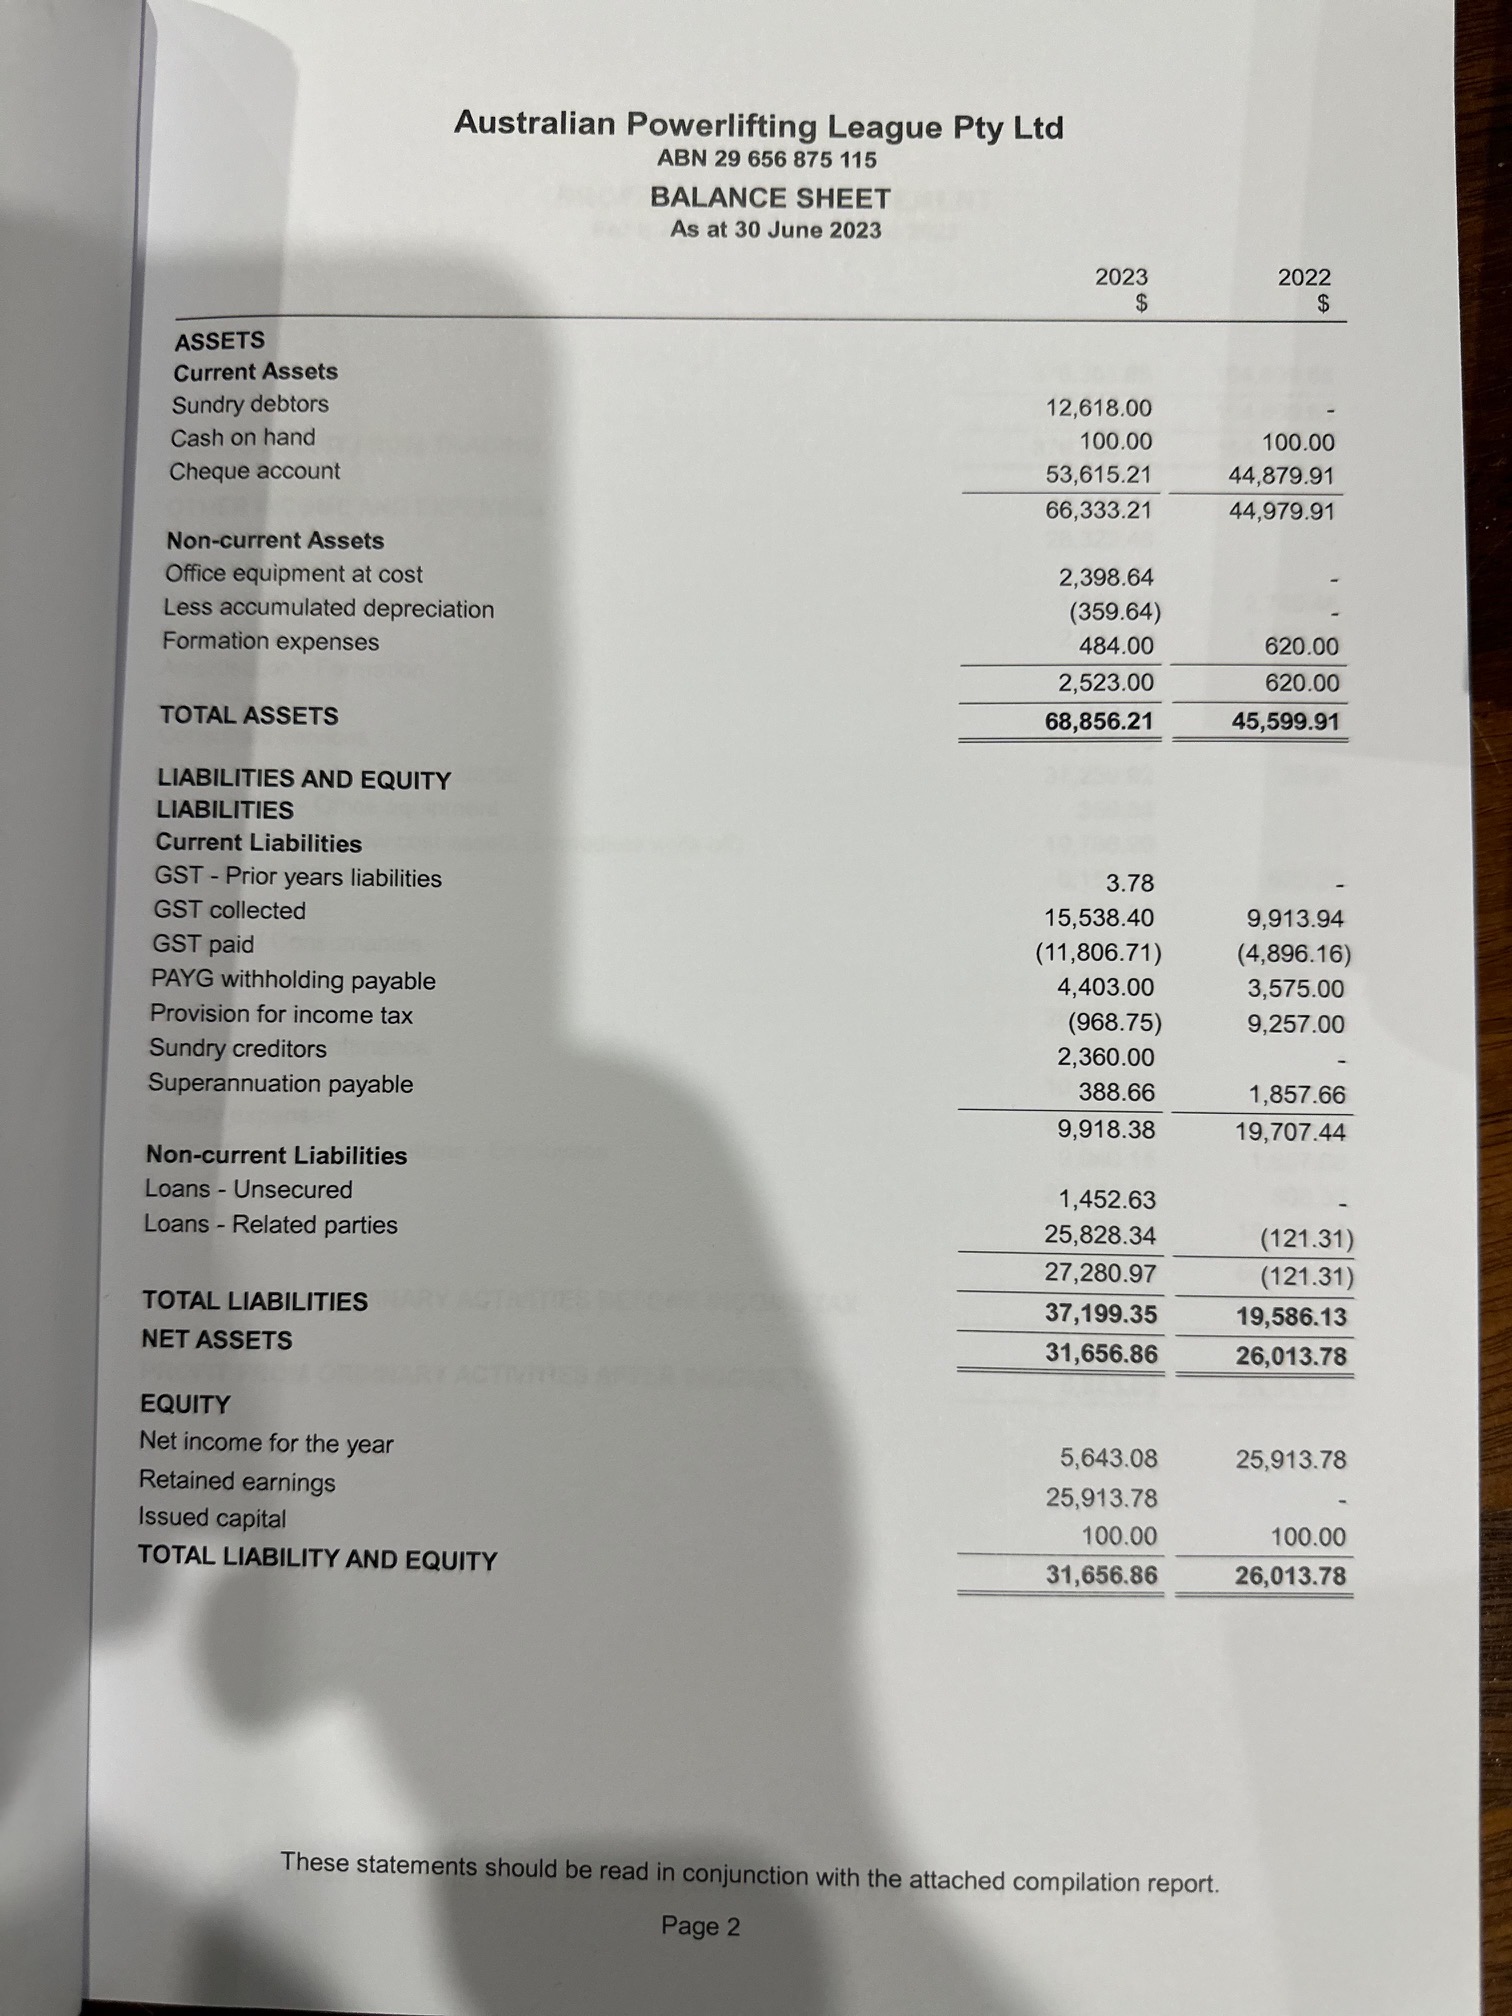 Australian Powerlifting League Pty Ltd
ABN 29 656 875 115
BALANCE SHEET
As at 30 June 2023
2023 2022
$ $
ASSETS
Current Assets
Sundry debtors 12,618.00 -
Cash on hand 100.00 100.00
Cheque account 53,615.21 44,879.91
66,333.21 44,979.91
Non-current Assets
Office equipment at cost 2,398.64 -
Less accumulated depreciation (359.64) -
Formation expenses 484.00 620.00
2,523.00 620.00
TOTAL ASSETS 68,856.21 45,599.91
LIABILITIES AND EQUITY
LIABILITIES
Current Liabilities
GST - Prior years liabilities 3.78 -
GST collected 15,538.40 9,913.94
GST paid (11,806.71) (4,896.16)
PAYG withholding payable 4,403.00 3,575.00
Provision for income tax (968.75) 9,257.00
Sundry creditors 2,360.00 -
Superannuation payable 388.66 1,857.66
9,918.38 19,707.44
Non-current Liabilities
Loans - Unsecured 1,452.63 -
Loans - Related parties 25,828.34 (121.31)
27,280.97 (121.31)
TOTAL LIABILITIES 37,199.35 19,586.13
NET ASSETS 31,656.86 26,013.78
EQUITY
Net income for the year 5,643.08 25,913.78
Retained earnings 25,913.78 -
Issued capital 100.00 100.00
TOTAL LIABILITY AND EQUITY 31,656.86 26,013.78
These statements should be read in conjunction with the attached compilation report.
Page 2